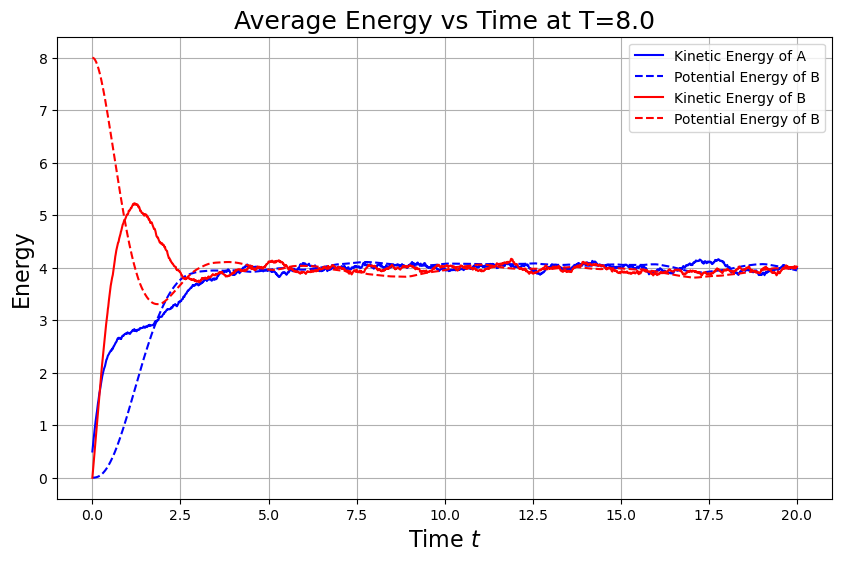 Average Energy vs Time at T=8.0
Kinetic Energy of A
Potential Energy of B
Kinetic Energy of B
Potential Energy of B
Energy
8
7
6
5
4
3
2
1
0
0.0 2.5 5.0 7.5 10.0 12.5 15.0 17.5 20.0
Time t